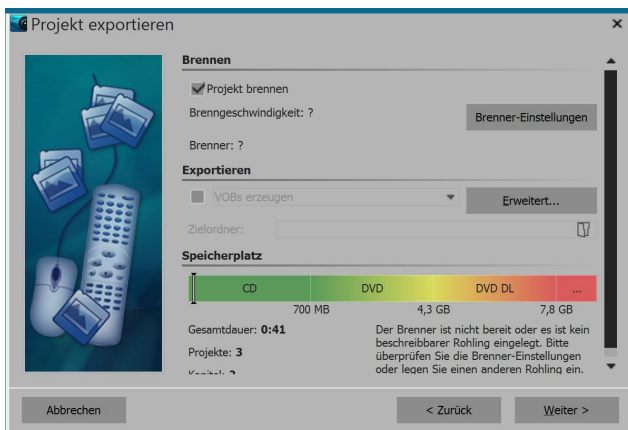 Projekt exportieren
Brennen
Projekt brennen
Brenngeschwindigkeit: ?
Brenner-Einstellungen
Brenner: ?
Exportieren
VOBs erzeugen
Erweitert...
Zielordner:
Speicherplatz
CD DVD DVD DL ...
700 MB 4,3 GB 7,8 GB
Gesamtdauer: 0:41
Projekte: 3
Der Brenner ist nicht bereit oder es ist kein
beschreibbarer Rohling eingelegt. Bitte
überprüfen Sie die Brenner-Einstellungen
oder legen Sie einen anderen Rohling ein.
Abbrechen
< Zurück
Weiter >